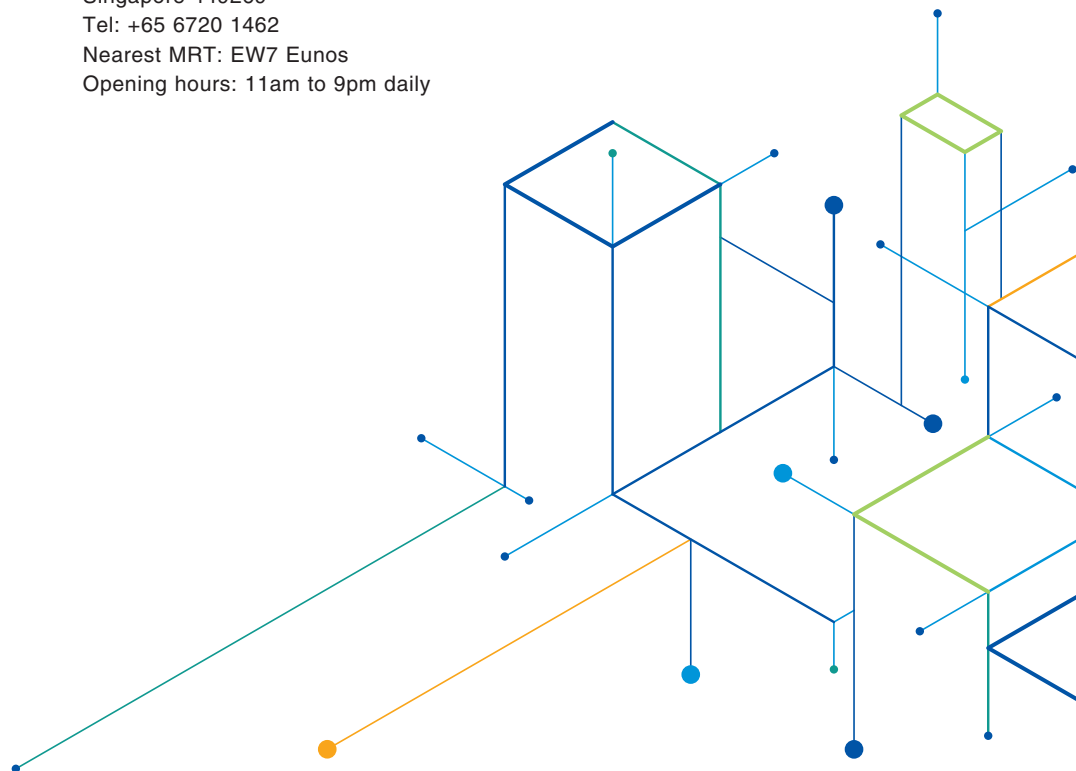 Tel: +65 6720 1462
Nearest MRT: EW7 Eunos
Opening hours: 11am to 9pm daily